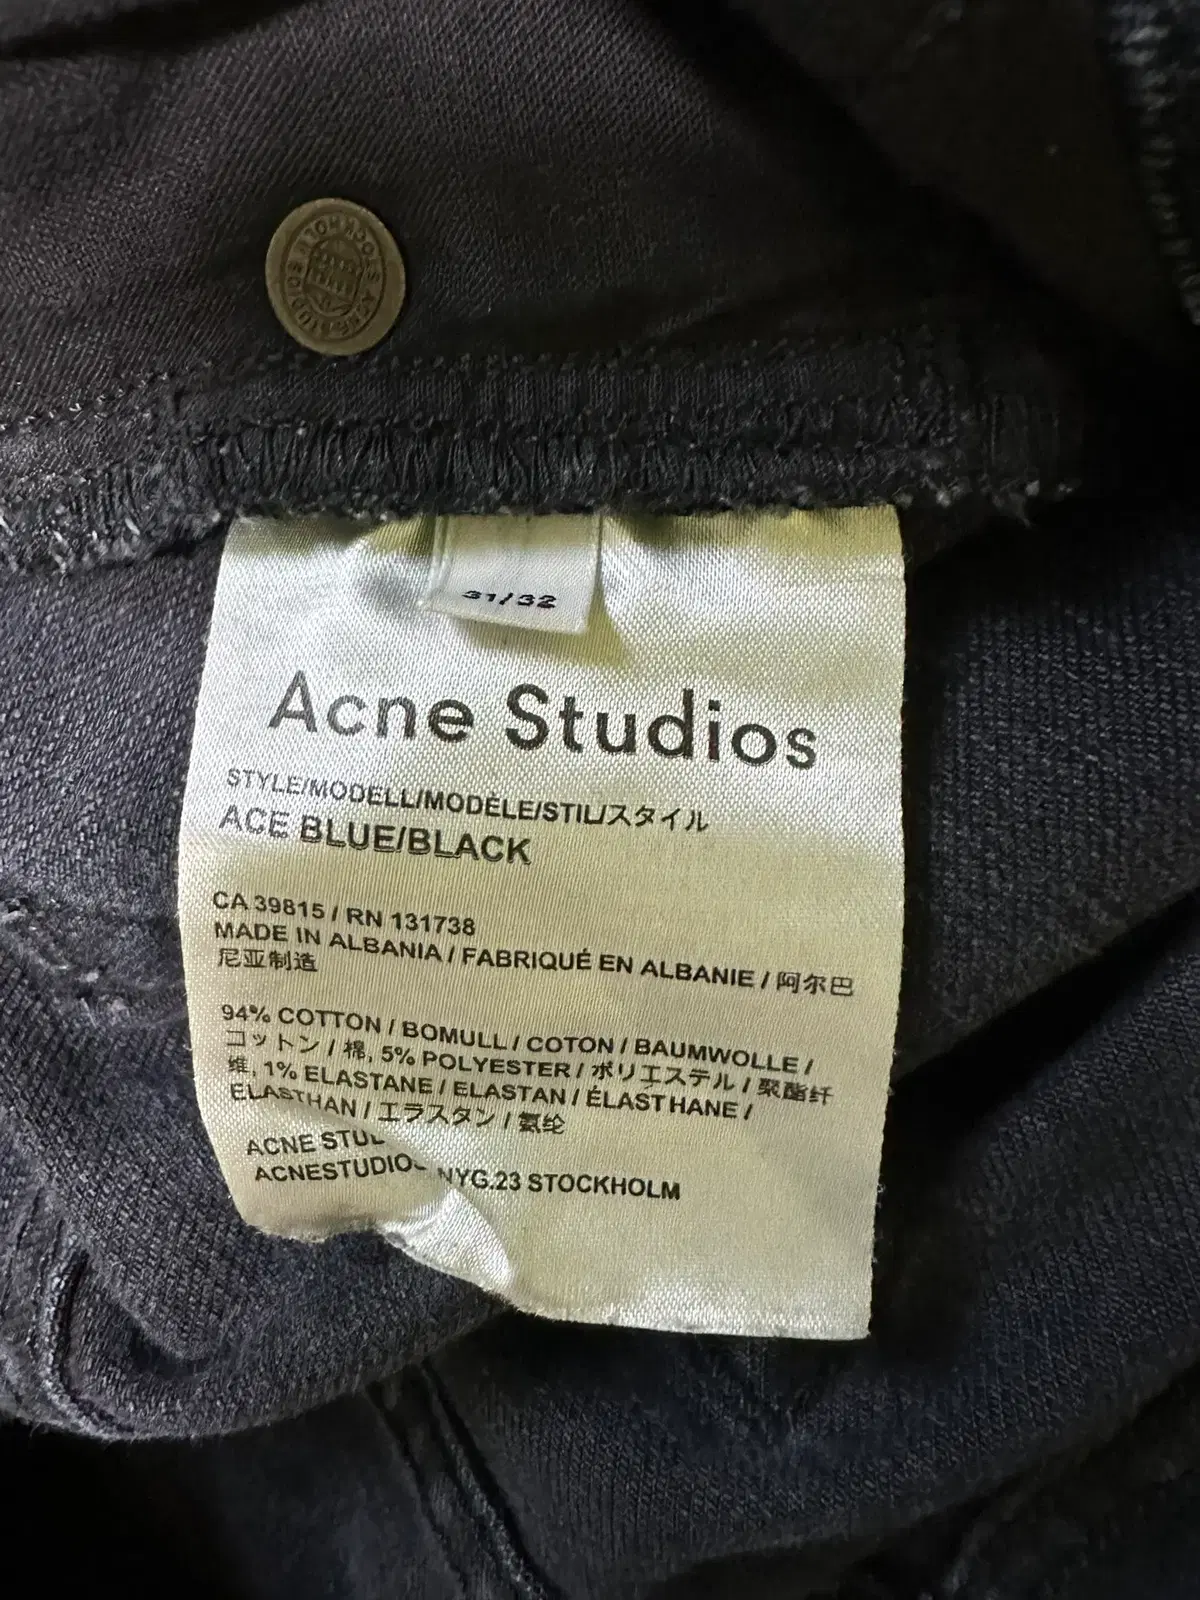 31/32
Acne Studios
STYLE/MODELL/MODÈLE/STIL/スタイル
ACE BLUE/BLACK
CA 39815 / RN 131738
MADE IN ALBANIA / FABRIQUÉ EN ALBANIE / 阿尔巴
尼亚制造
94% COTTON / BOMULL / COTON / BAUMWOLLE /
コットン / 棉, 5% POLYESTER / ポリエステル / 聚酯纤
维, 1% ELASTANE / ELASTAN / ÉLASTHANE /
ELASTHAN / エラスタン / 氨纶
ACNE
ACNESTUDIO NYG.23 STOCKHOLM